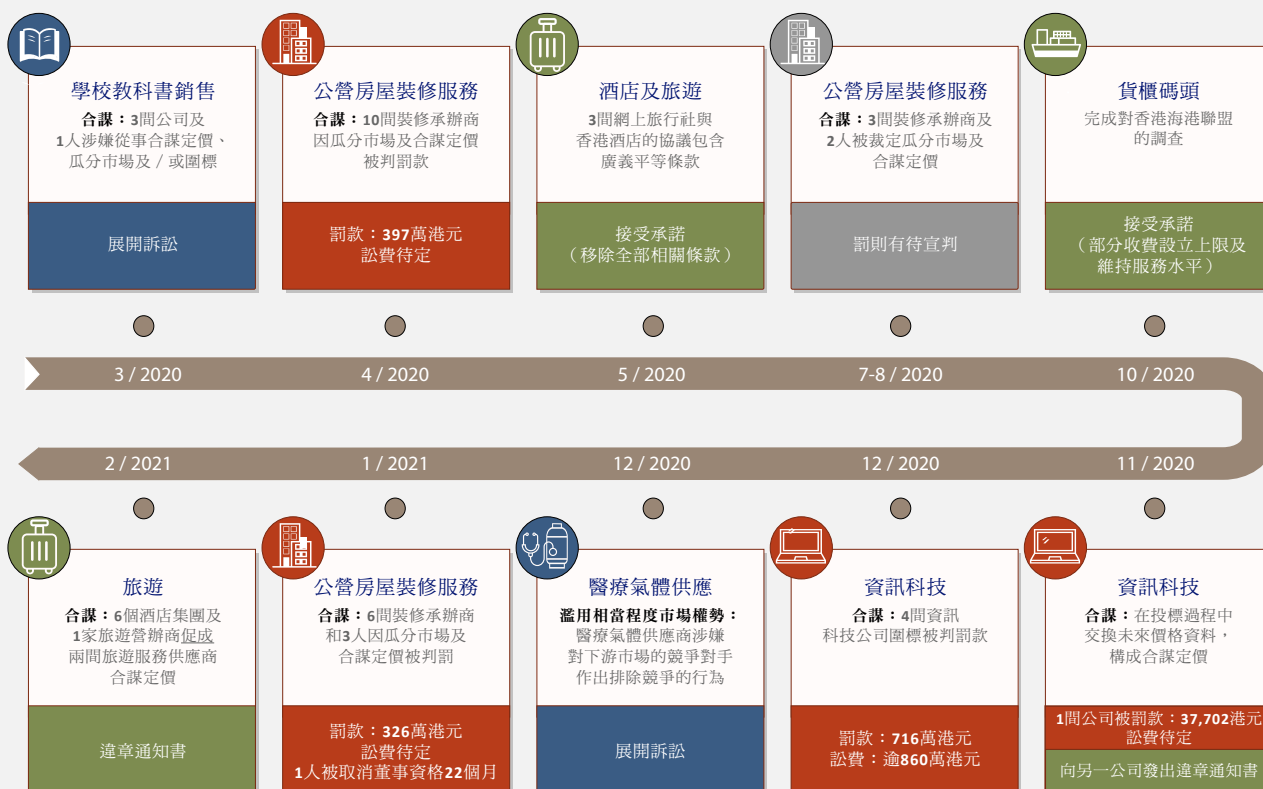 學校教科書銷售
合謀：3間公司及
1人涉嫌從事合謀定價、
瓜分市場及 / 或圍標
展開訴訟
公營房屋裝修服務
合謀：10間裝修承辦商
因瓜分市場及合謀定價
被判罰款
罰款：397萬港元
訟費待定
酒店及旅遊
3間網上旅行社與
香港酒店的協議包含
廣義平等條款
接受承諾
（移除全部相關條款）
公營房屋裝修服務
合謀：3間裝修承辦商及
2人被裁定瓜分市場及
合謀定價
罰則有待宣判
貨櫃碼頭
完成對香港海港聯盟
的調查
接受承諾
（部分收費設立上限及
維持服務水平）
3 / 2020
4 / 2020
5 / 2020
7-8 / 2020
10 / 2020
2 / 2021
1 / 2021
12 / 2020
12 / 2020
11 / 2020
旅遊
合謀：6個酒店集團及
1家旅遊營辦商促成
兩間旅遊服務供應商
合謀定價
違章通知書
公營房屋裝修服務
合謀：6間裝修承辦商
和3人因瓜分市場及
合謀定價被判罰
罰款：326萬港元
訟費待定
1人被取消董事資格22個月
醫療氣體供應
濫用相當程度市場權勢：
醫療氣體供應商涉嫌
對下游市場的競爭對手
作出排除競爭的行為
展開訴訟
資訊科技
合謀：4間資訊
科技公司圍標被判罰款
罰款：716萬港元
訟費：逾860萬港元
資訊科技
合謀：在投標過程中
交換未來價格資料，
構成合謀定價
1間公司被罰款：37,702港元
訟費待定
向另一公司發出違章通知書